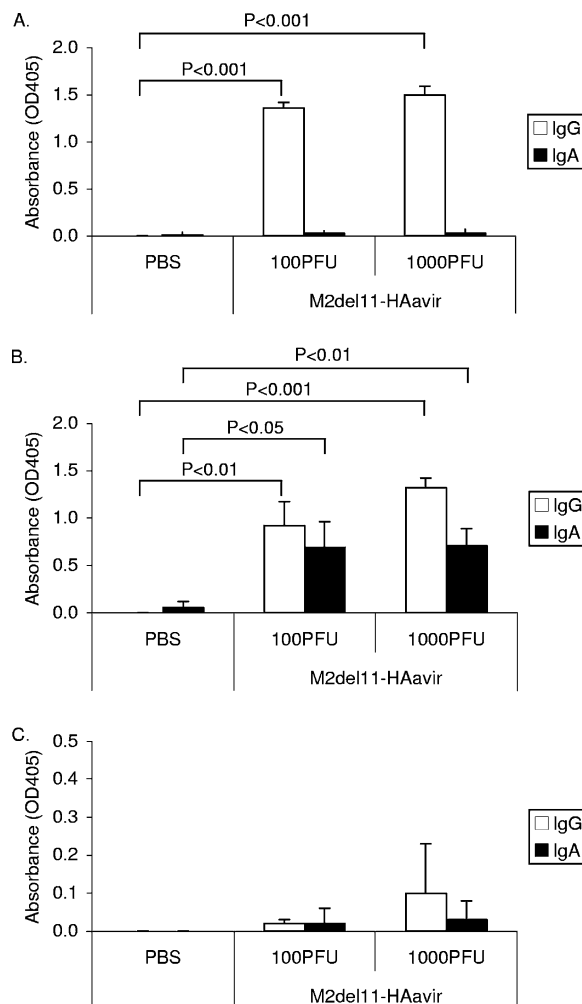 A.
P<0.001
P<0.001
2.0
1.5
1.0
0.5
0.0
Absorbance (OD405)
IgG
IgA
PBS
100PFU
1000PFU
M2del11-HAavir
B.
P<0.01
P<0.001
P<0.05
P<0.01
2.0
1.5
1.0
0.5
0.0
Absorbance (OD405)
IgG
IgA
PBS
100PFU
1000PFU
M2del11-HAavir
C.
0.5
0.4
0.3
0.2
0.1
0.0
Absorbance (OD405)
IgG
IgA
PBS
100PFU
1000PFU
M2del11-HAavir